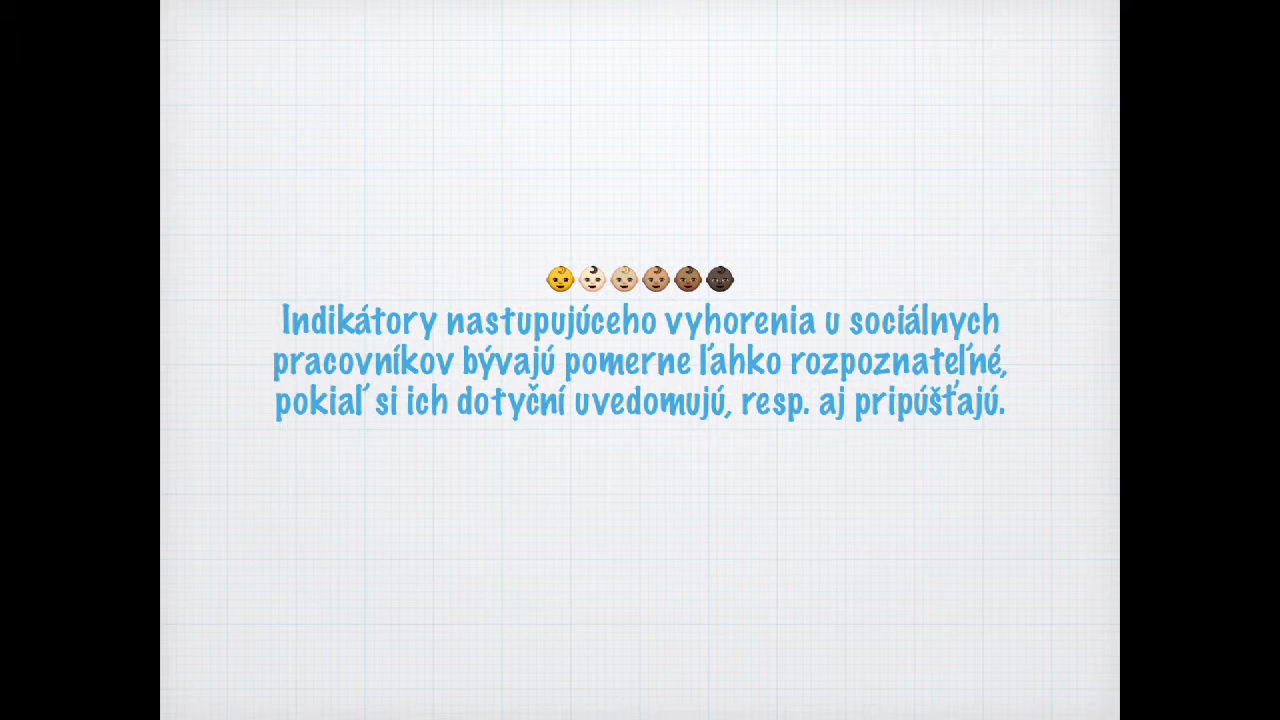 👶👶🏻👶🏼👶🏽👶🏾👶🏿
Indikátory nastupujúceho vyhorenia u sociálnych
pracovníkov bývajú pomerne ľahko rozpoznateľné,
pokiaľ si ich dotyční uvedomujú, resp. aj pripúšťajú.